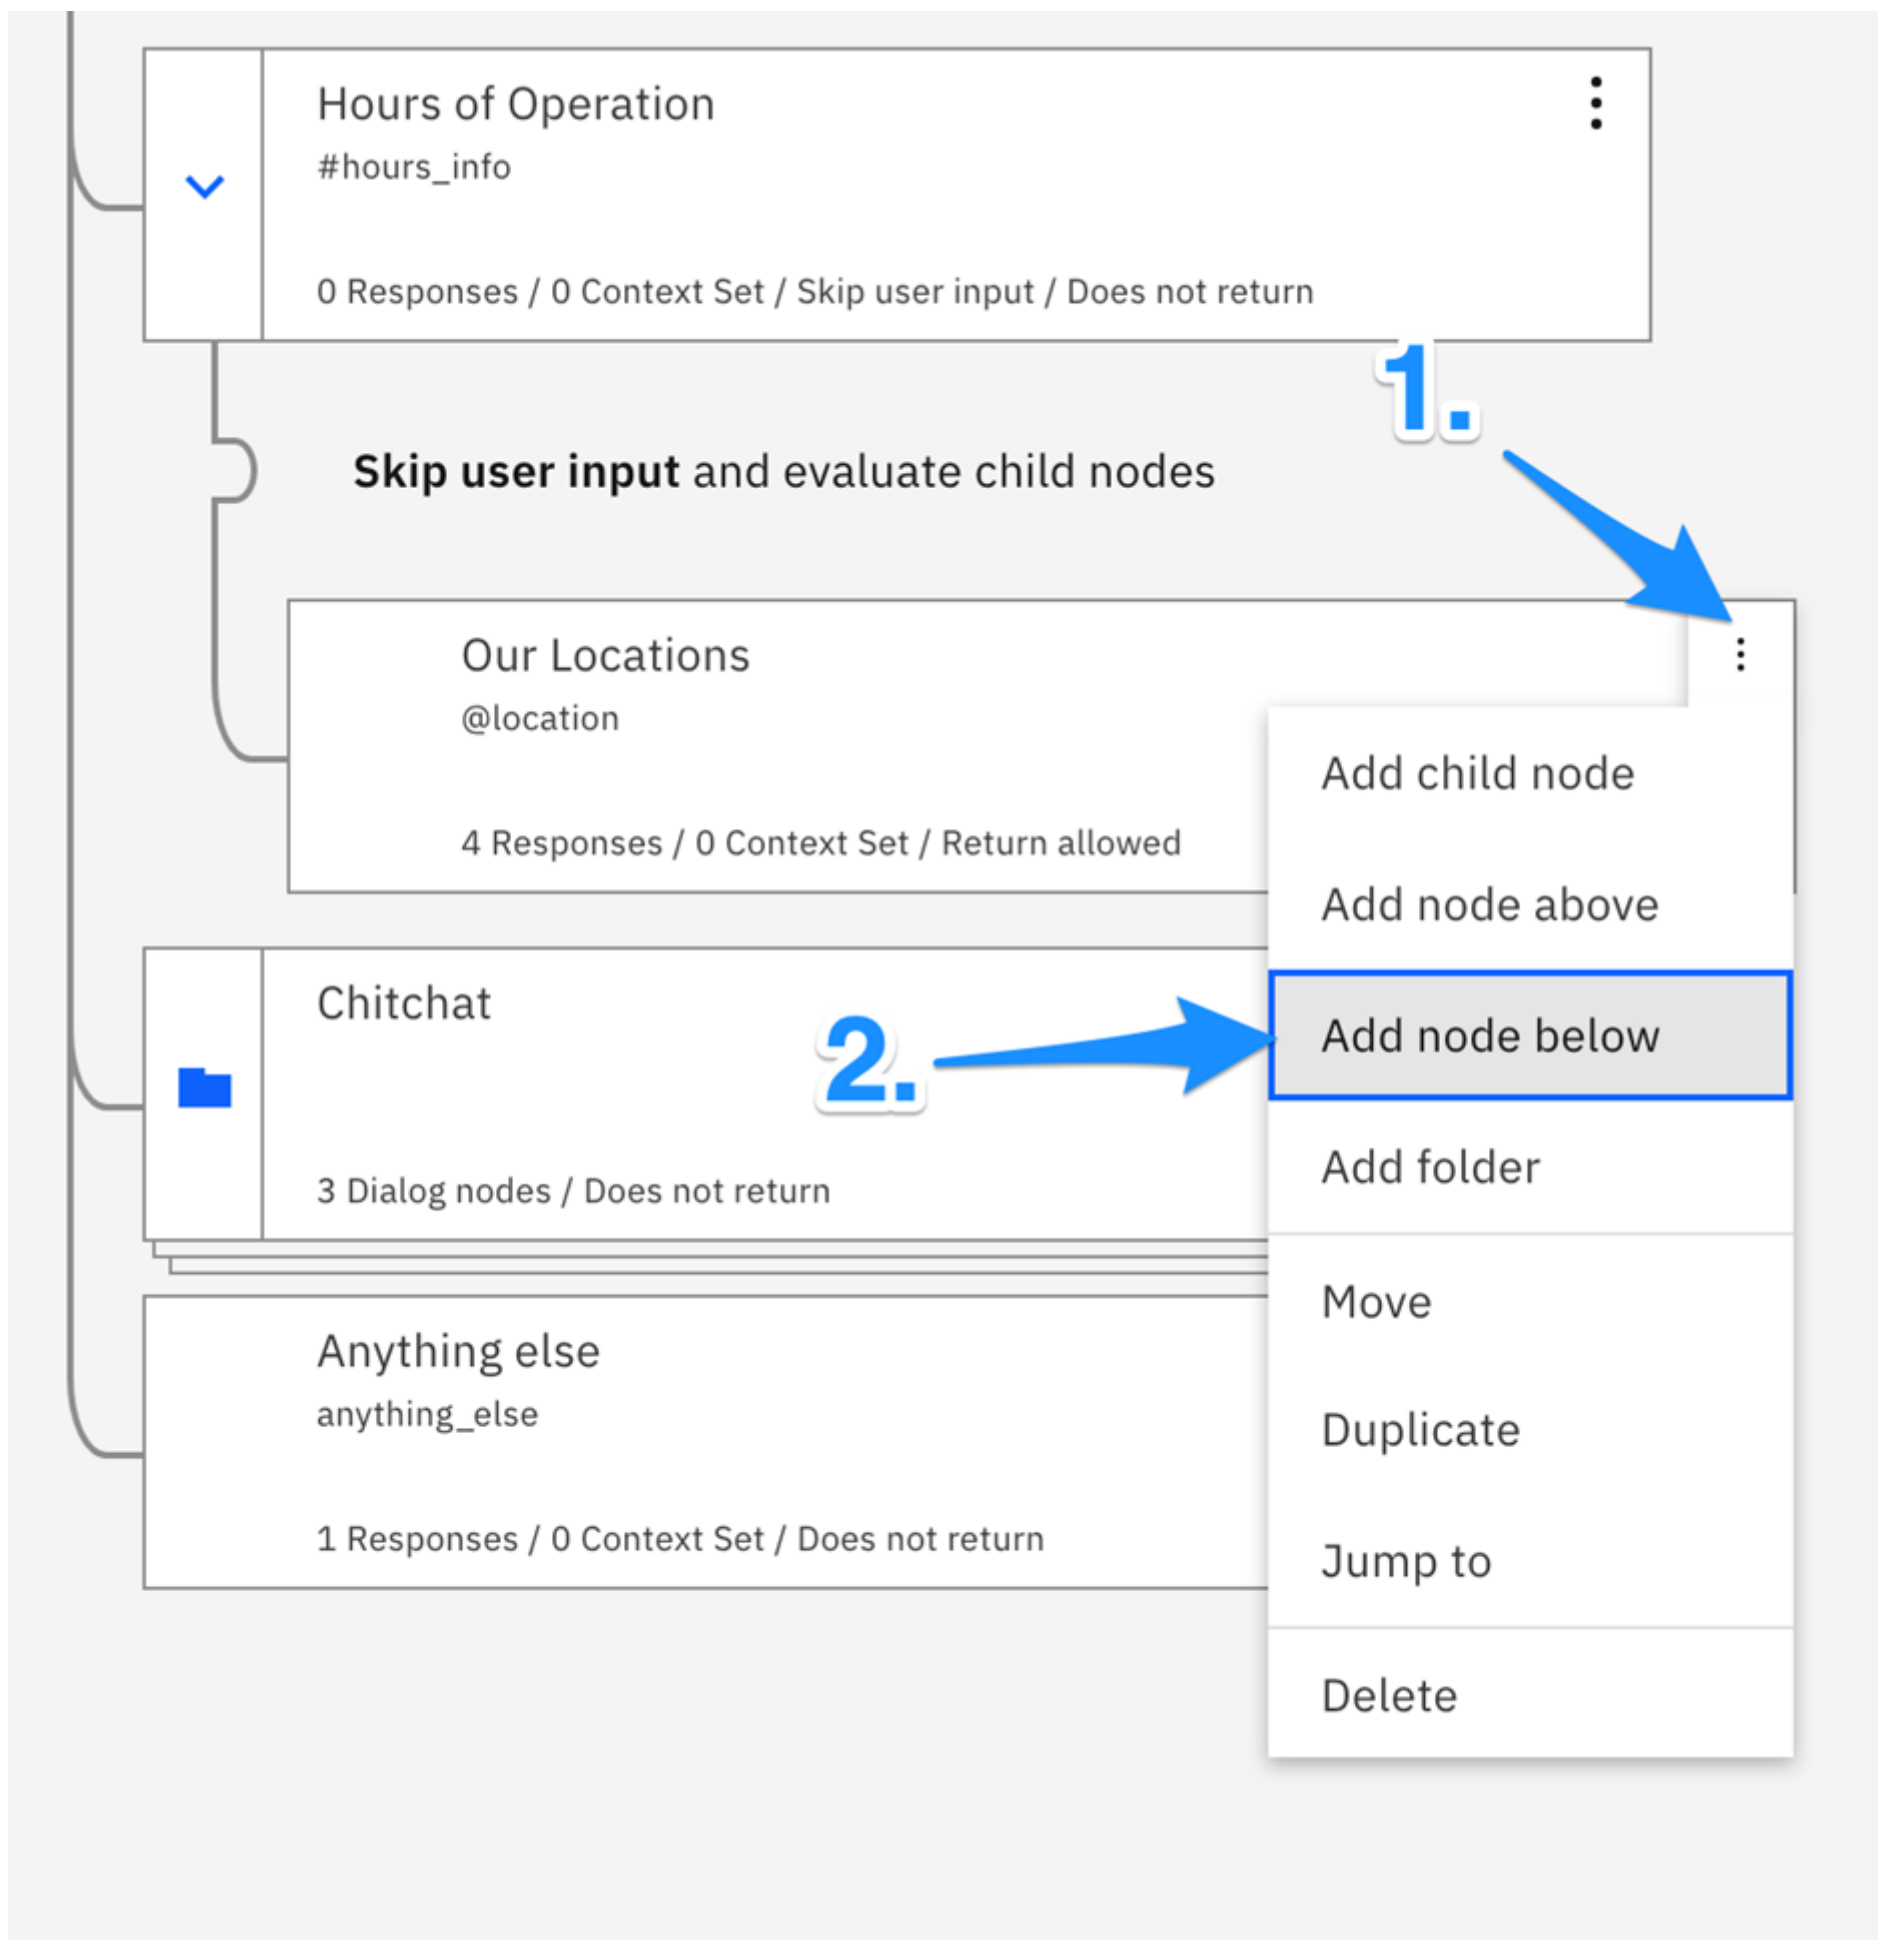 Hours of Operation
#hours_info
0 Responses / 0 Context Set / Skip user input / Does not return
1.
Skip user input and evaluate child nodes
Our Locations
@location
4 Responses / 0 Context Set / Return allowed
Add child node
Add node above
Add node below
Add folder
Move
Duplicate
Jump to
Delete
Chitchat
2.
3 Dialog nodes / Does not return
Anything else
anything_else
1 Responses / 0 Context Set / Does not return